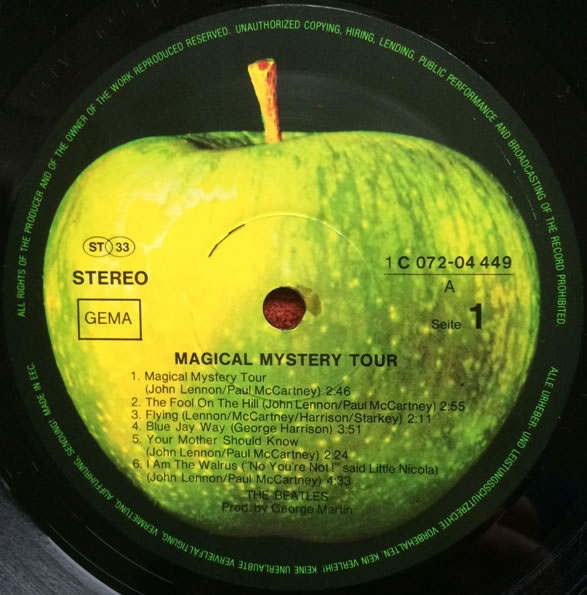 ALL RIGHTS OF THE PRODUCER AND OF THE OWNER OF THE WORK REPRODUCED RESERVED. UNAUTHORIZED COPYING, HIRING, LENDING, PUBLIC PERFORMANCE AND BROADCASTING OF THE RECORD PROHIBITED.
ST 33
STEREO
GEMA
1 C 072-04 449
A
Seite 1
MAGICAL MYSTERY TOUR
1. Magical Mystery Tour
(John Lennon/Paul McCartney) 2:46
2. The Fool On The Hill (John Lennon/Paul McCartney) 2:55
3. Flying (Lennon/McCartney/Harrison/Starkey) 2:11
4. Blue Jay Way (George Harrison) 3:51
5. Your Mother Should Know
(John Lennon/Paul McCartney) 2:24
6. I Am The Walrus ("No You're Not I" said Little Nicola)
(John Lennon/Paul McCartney) 4:33
THE BEATLES
Prod. by George Martin
ALLE URHEBER- UND LEISTUNGSSCHUTZRECHTE VORBEHALTEN. KEIN VERLEIH! KEINE UNERLAUBTE VERVIELFÄLTIGUNG, VERMIETUNG, AUFFÜHRUNG, SENDUNG! MADE IN EEC.